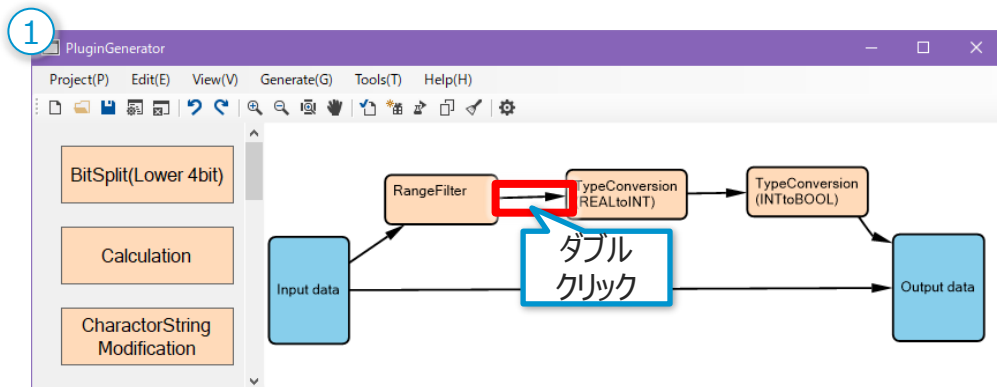 1
PluginGenerator
Project(P) Edit(E) View(V) Generate(G) Tools(T) Help(H)
BitSplit(Lower 4bit)
Calculation
CharactorString
Modification
RangeFilter
TypeConversion
(REALtoINT)
TypeConversion
(INTtoBOOL)
ダブル
クリック
Input data
Output data